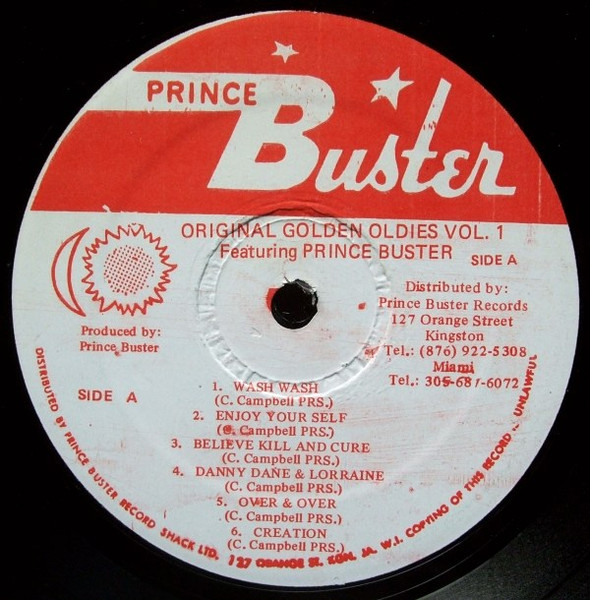 PRINCE
Buster
ORIGINAL GOLDEN OLDIES VOL. 1
Featuring PRINCE BUSTER
SIDE A
Distributed by:
Prince Buster Records
127 Orange Street
Kingston
Tel.: (876) 922-5308
Miami
Tel.: 305-687-6072
Produced by:
Prince Buster
SIDE A
1. WASH WASH
(C. Campbell PRS.)
2. ENJOY YOUR SELF
(C. Campbell PRS.)
3. BELIEVE KILL AND CURE
(C. Campbell PRS.)
4. DANNY DANE & LORRAINE
(C. Campbell PRS.)
5. OVER & OVER
(C. Campbell PRS.)
6. CREATION
(C. Campbell PRS.)
DISTRIBUTED BY PRINCE BUSTER RECORD SHACK LTD. 127 ORANGE ST. KGN. JA. W.I. COPYING OF THIS RECORD IS UNLAWFUL